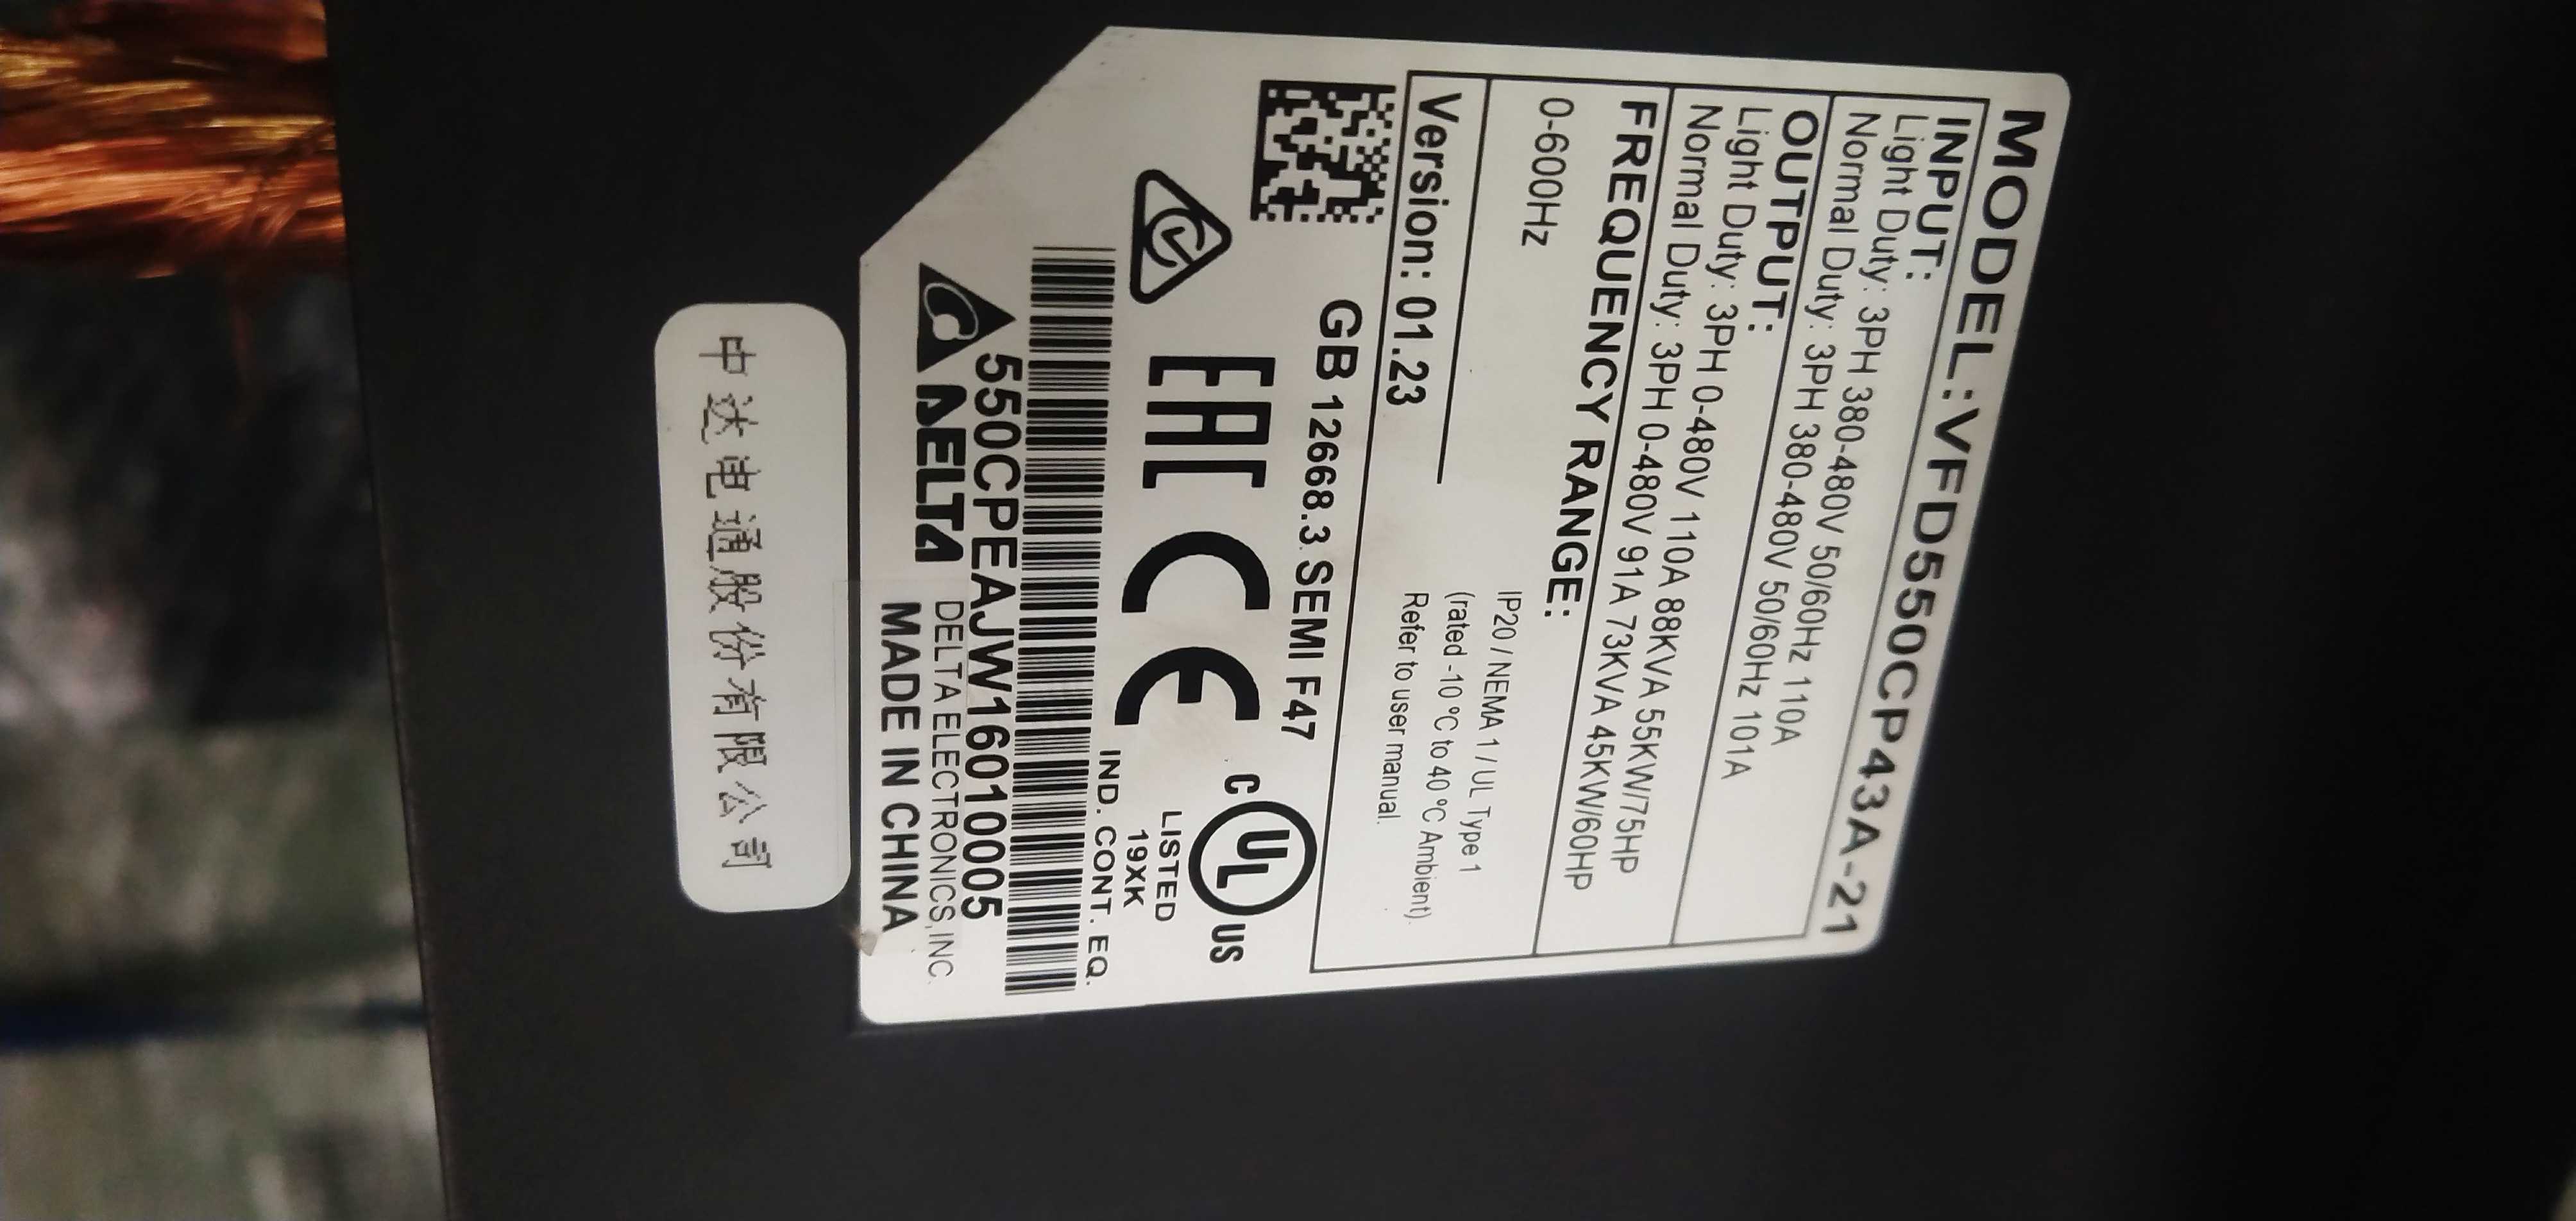 MODEL:VFD550CP43A-21
INPUT:
Light Duty: 3PH 380-480V 50/60Hz 110A
Normal Duty: 3PH 380-480V 50/60Hz 101A
OUTPUT:
Light Duty: 3PH 0-480V 110A 88KVA 55KW/75HP
Normal Duty: 3PH 0-480V 91A 73KVA 45KW/60HP
FREQUENCY RANGE:
0-600Hz
IP20 / NEMA 1 / UL Type 1
(rated -10 ℃ to 40 ℃ Ambient).
Refer to user manual.
Version: 01.23
GB 12668.3 SEMI F47
EAC CE
C UL US
LISTED
19XK
IND. CONT. EQ.
550CPEAJW16010005
DELTA DELTA ELECTRONICS, INC.
MADE IN CHINA
中达电通股份有限公司